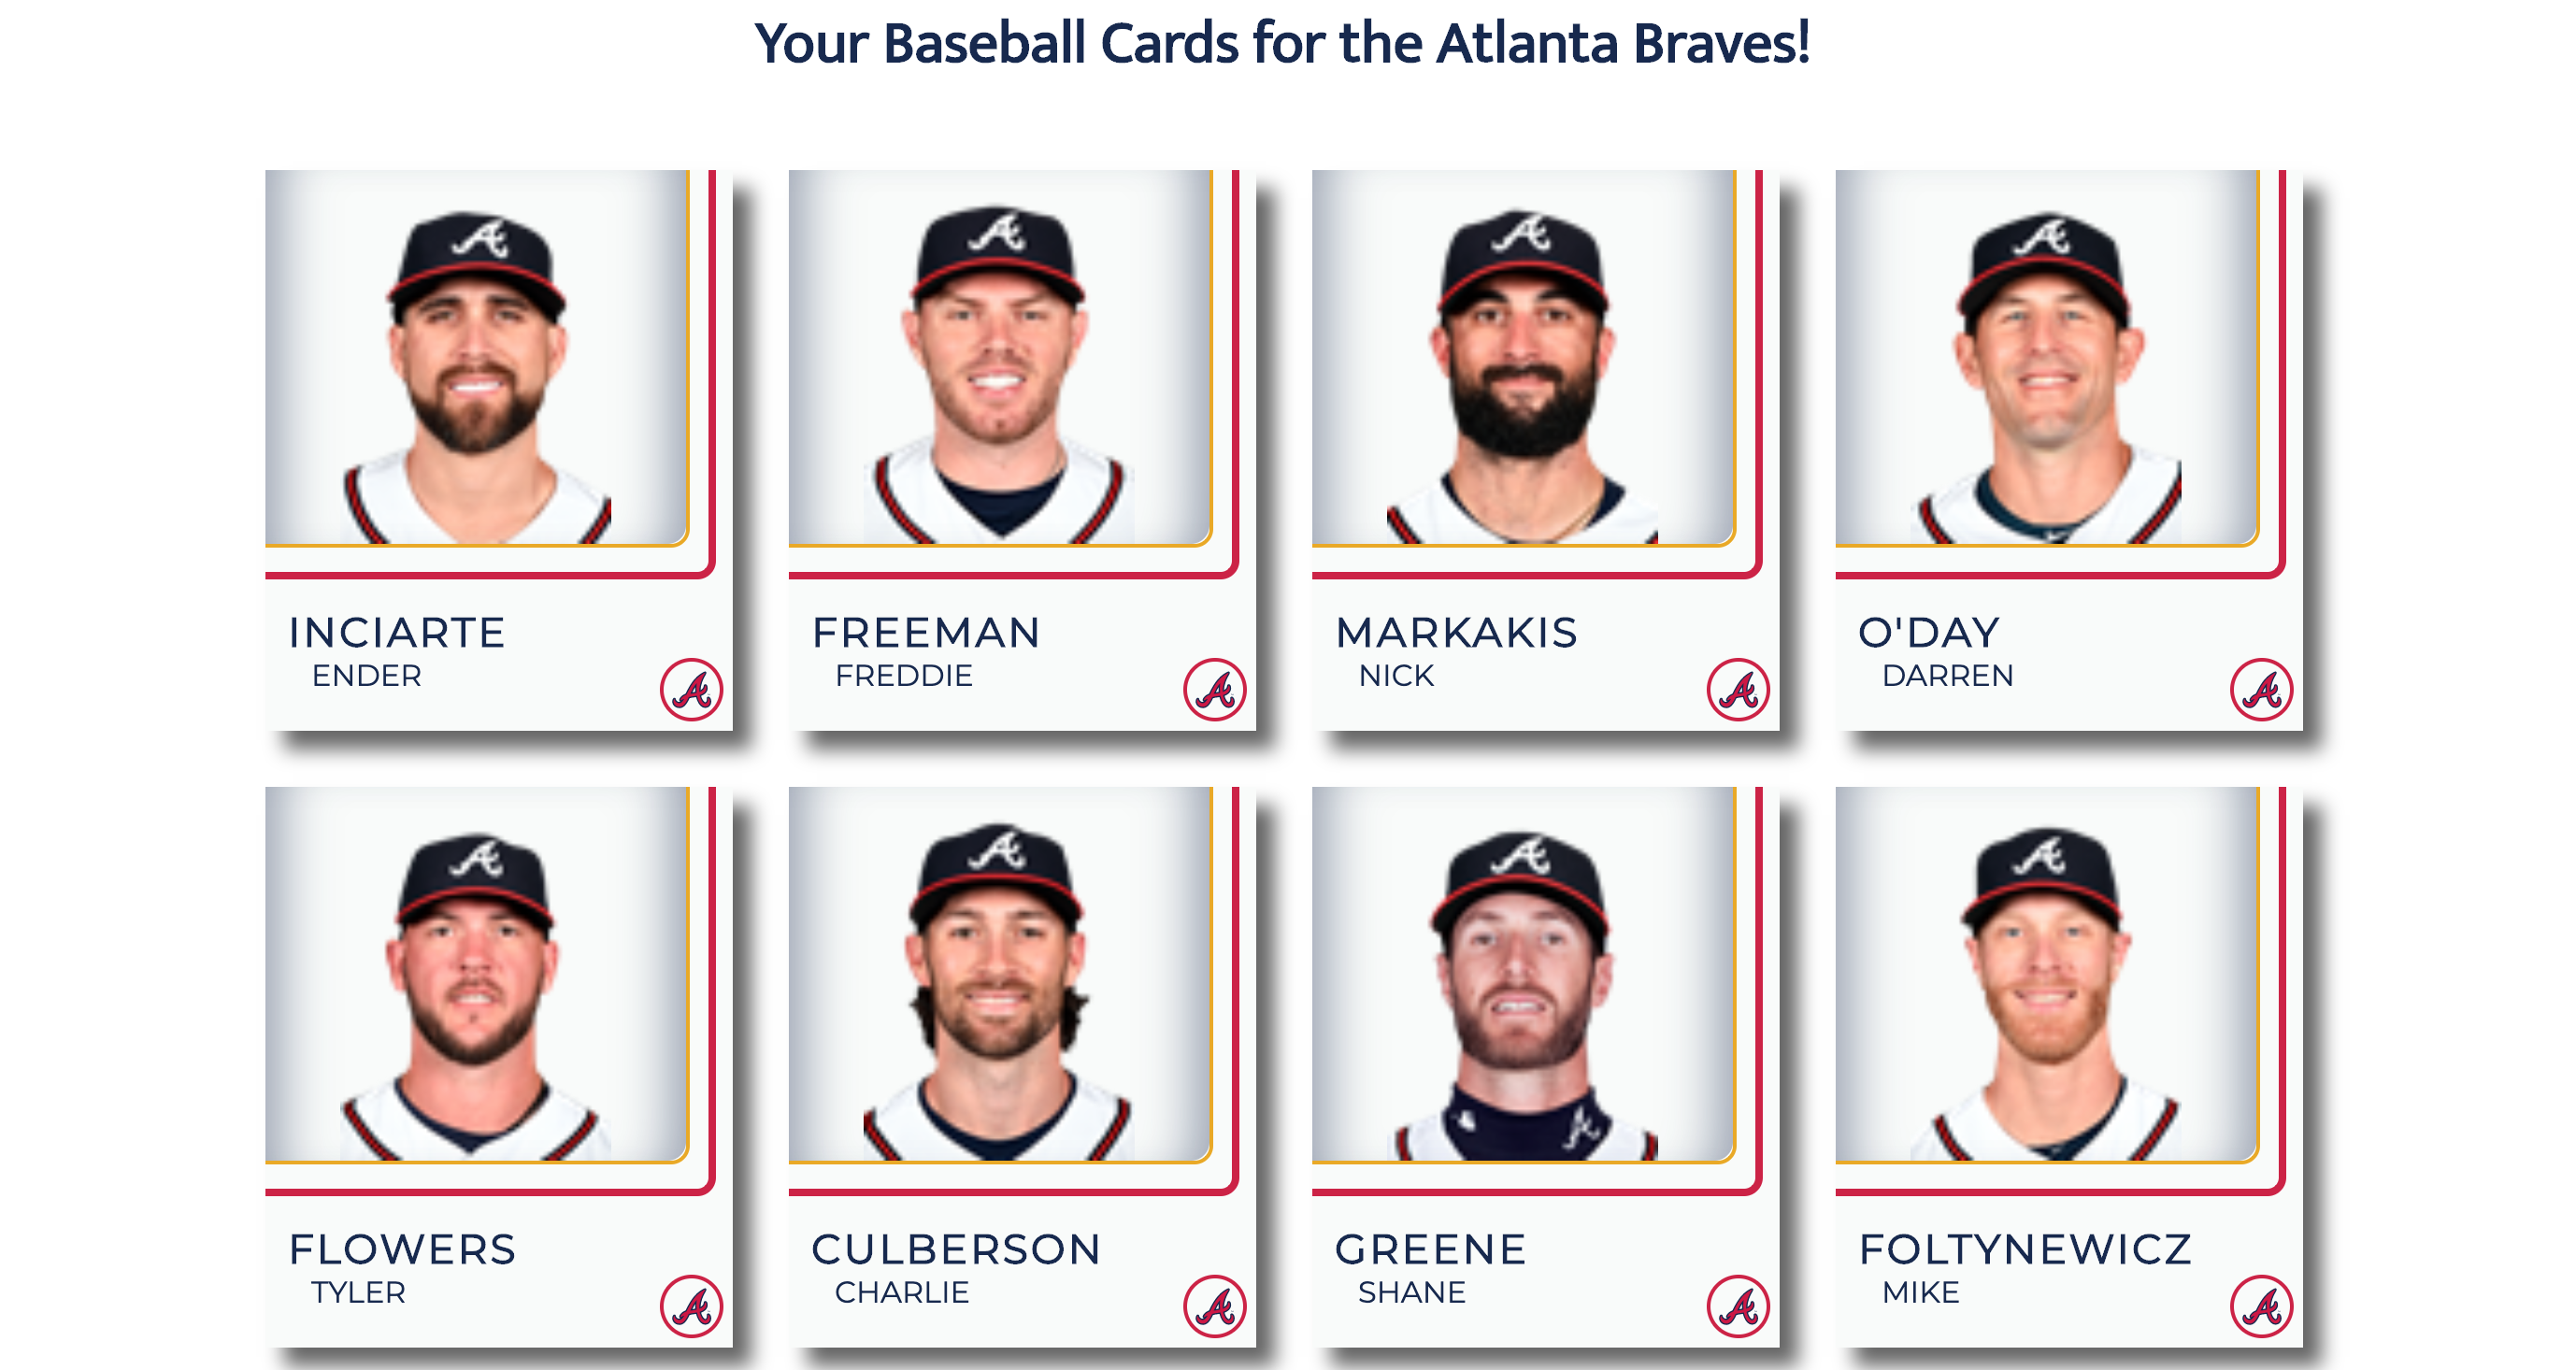 Your Baseball Cards for the Atlanta Braves!
INCIARTE
ENDER
FREEMAN
FREDDIE
MARKAKIS
NICK
O'DAY
DARREN
FLOWERS
TYLER
CULBERSON
CHARLIE
GREENE
SHANE
FOLTYNEWICZ
MIKE